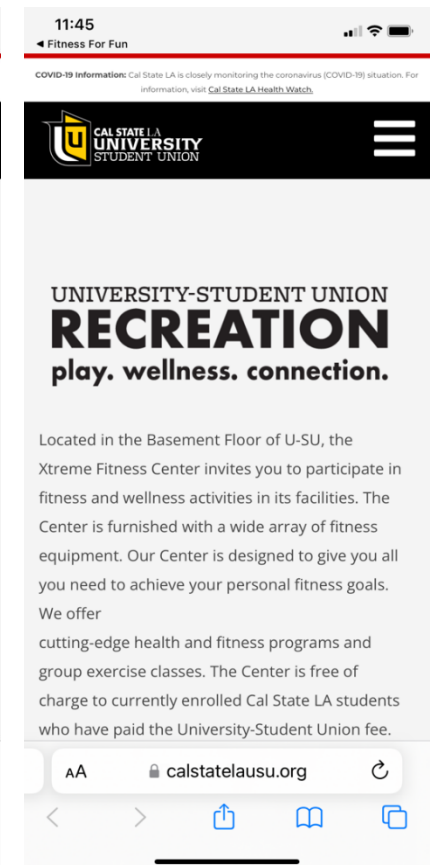 11:45
◄ Fitness For Fun
COVID-19 Information: Cal State LA is closely monitoring the coronavirus (COVID-19) situation. For
information, visit Cal State LA Health Watch.
U
CAL STATE LA
UNIVERSITY
STUDENT UNION
UNIVERSITY-STUDENT UNION
RECREATION
play. wellness. connection.
Located in the Basement Floor of U-SU, the
Xtreme Fitness Center invites you to participate in
fitness and wellness activities in its facilities. The
Center is furnished with a wide array of fitness
equipment. Our Center is designed to give you all
you need to achieve your personal fitness goals.
We offer
cutting-edge health and fitness programs and
group exercise classes. The Center is free of
charge to currently enrolled Cal State LA students
who have paid the University-Student Union fee.
AA calstatelausu.org